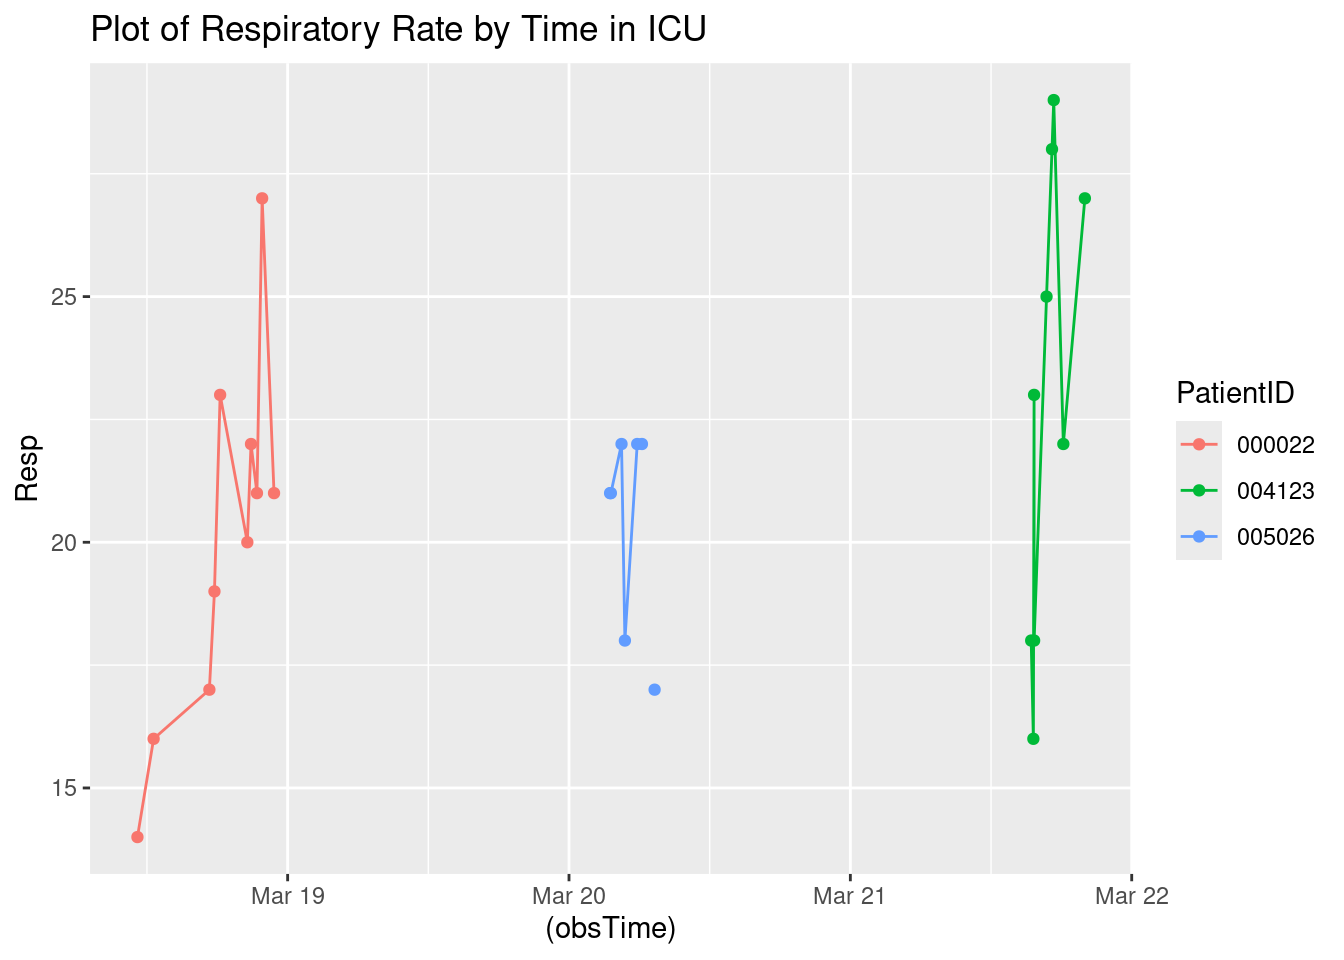 Plot of Respiratory Rate by Time in ICU
Resp
25
20
15
Mar 19
Mar 20
Mar 21
Mar 22
(obsTime)
PatientID
000022
004123
005026